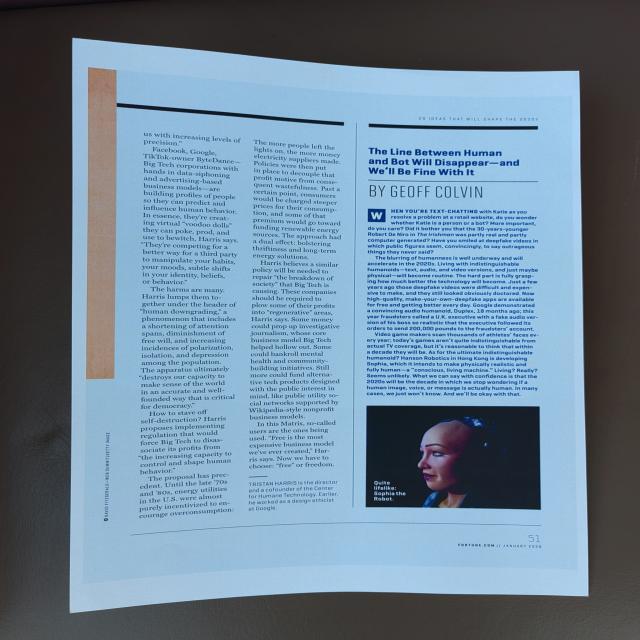 us with increasing levels of
precision."
Facebook, Google,
TikTok-owner ByteDance—
Big Tech corporations with
hands in data-siphoning
and advertising-based
business models—are
building profiles of people
so they can predict and
influence human behavior.
In essence, they're creat-
ing virtual "voodoo dolls"
they can poke, prod, and
use to bewitch, Harris says.
"They're competing for a
better way for a third party
to manipulate your habits,
your moods, subtle shifts
in your identity, beliefs,
or behavior."
The harms are many.
Harris lumps them to-
gether under the header of
"human downgrading," a
phenomenon that includes
a shortening of attention
spans, diminishment of
free will, and increasing
incidences of polarization,
isolation, and depression
among the population.
The apparatus ultimately
"destroys our capacity to
make sense of the world
in an accurate and well-
founded way that is critical
for democracy."
How to stave off
self-destruction? Harris
proposes implementing
regulation that would
force Big Tech to disas-
sociate its profits from
"the increasing capacity to
control and shape human
behavior."
The proposal has prec-
edent. Until the late '70s
and '80s, energy utilities
in the U.S. were almost
purely incentivized to en-
courage overconsumption:
The more people left the
lights on, the more money
electricity suppliers made.
Policies were then put
in place to decouple that
profit motive from conse-
quent wastefulness. Past a
certain point, consumers
would be charged steeper
prices for their consump-
tion, and some of that
premium would go toward
funding renewable energy
sources. The approach had
a dual effect: bolstering
thriftiness and long-term
energy solutions.
Harris believes a similar
policy will be needed to
repair "the breakdown of
society" that Big Tech is
causing. These companies
should be required to
plow some of their profits
into "regenerative" areas,
Harris says. Some money
could prop up investigative
journalism, whose core
business model Big Tech
helped hollow out. Some
could bankroll mental
health and community-
building initiatives. Still
more could fund alterna-
tive tech products designed
with the public interest in
mind, like public utility so-
cial networks supported by
Wikipedia-style nonprofit
business models.
In this Matrix, so-called
users are the ones being
used. "Free is the most
expensive business model
we've ever created," Har-
ris says. Now we have to
choose: "free" or freedom.
TRISTAN HARRIS is the director
and a cofounder of the Center
for Humane Technology. Earlier,
he worked as a design ethicist
at Google.
20 IDEAS THAT WILL SHAPE THE 2020s
The Line Between Human
and Bot Will Disappear—and
We'll Be Fine With It
BY GEOFF COLVIN
WHEN YOU'RE TEXT-CHATTING with Katie as you
resolve a problem at a retail website, do you wonder
whether Katie is a person or a bot? More important,
do you care? Did it bother you that the 30-years-younger
Robert De Niro in The Irishman was partly real and partly
computer generated? Have you smiled at deepfake videos in
which public figures seem, convincingly, to say outrageous
things they never said?
The blurring of humanness is well underway and will
accelerate in the 2020s. Living with indistinguishable
humanoids—text, audio, and video versions, and just maybe
physical—will become routine. The hard part is fully grasp-
ing how much better the technology will become. Just a few
years ago those deepfake videos were difficult and expen-
sive to make, and they still looked obviously doctored. Now
high-quality, make-your-own-deepfake apps are available
for free and getting better every day. Google demonstrated
a convincing audio humanoid, Duplex, 18 months ago; this
year fraudsters called a U.K. executive with a fake audio ver-
sion of his boss so realistic that the executive followed its
orders to send 200,000 pounds to the fraudsters' account.
Video game makers scan thousands of athletes' faces ev-
ery year; today's games aren't quite indistinguishable from
actual TV coverage, but it's reasonable to think that within
a decade they will be. As for the ultimate indistinguishable
humanoid? Hanson Robotics in Hong Kong is developing
Sophia, which it intends to make physically realistic and
fully human—a "conscious, living machine." Living? Really?
Seems unlikely. What we can say with confidence is that the
2020s will be the decade in which we stop wondering if a
human image, voice, or message is actually human. In many
cases, we just won't know. And we'll be okay with that.
Quite
lifelike:
Sophia the
Robot.
51
FORTUNE.COM // JANUARY 2020